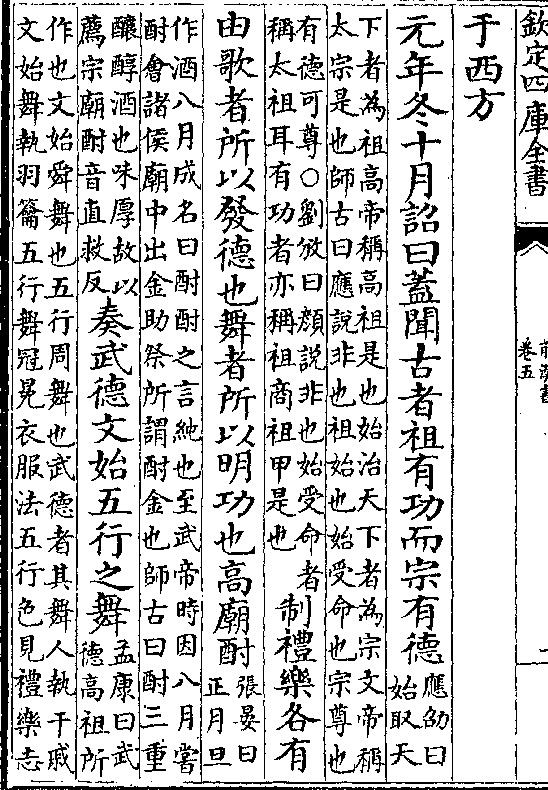 欽定四庫全書
卷五
于西方
元年冬十月詔曰蓋聞古者祖有功而宗有德
應劭曰
始取天
下者為祖高帝稱高祖是也始治天下者為宗文帝稱
太宗是也師古曰應說非也祖始也始受命也宗尊也
有德可尊○劉攽曰顔說非也始受命者
稱太祖耳有功者亦稱祖商祖甲是也
制禮樂各有
由歌者所以發德也舞者所以明功也高廟酎
張晏曰
正月旦
作酒八月成名曰酎酎之言純也至武帝時因八月嘗
酎會諸侯廟中出金助祭所謂酎金也師古曰酎三重
釀醇酒也味厚故以
薦宗廟酎音直救反
奏武德文始五行之舞
孟康曰武
德高祖所
作也文始舜舞也五行周舞也武德者其舞人執干戚
文始舞執羽籥五行舞冠冕衣服法五行色見禮樂志